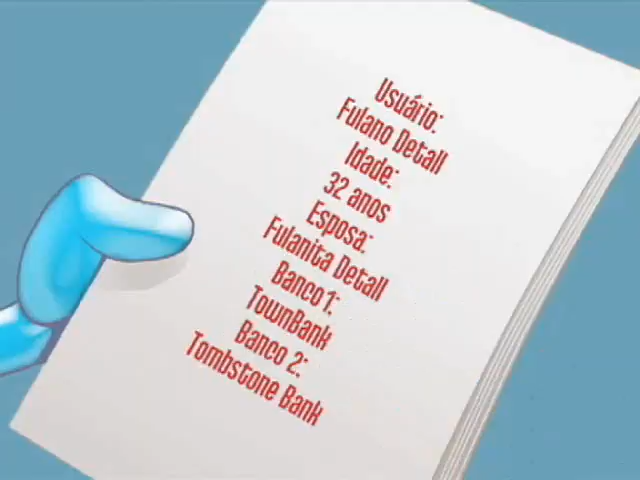 Usuário:
Fulano Detall
Idade:
32 anos
Esposa:
Fulanita Detall
Banco 1:
TownBank
Banco 2:
Tombstone Bank